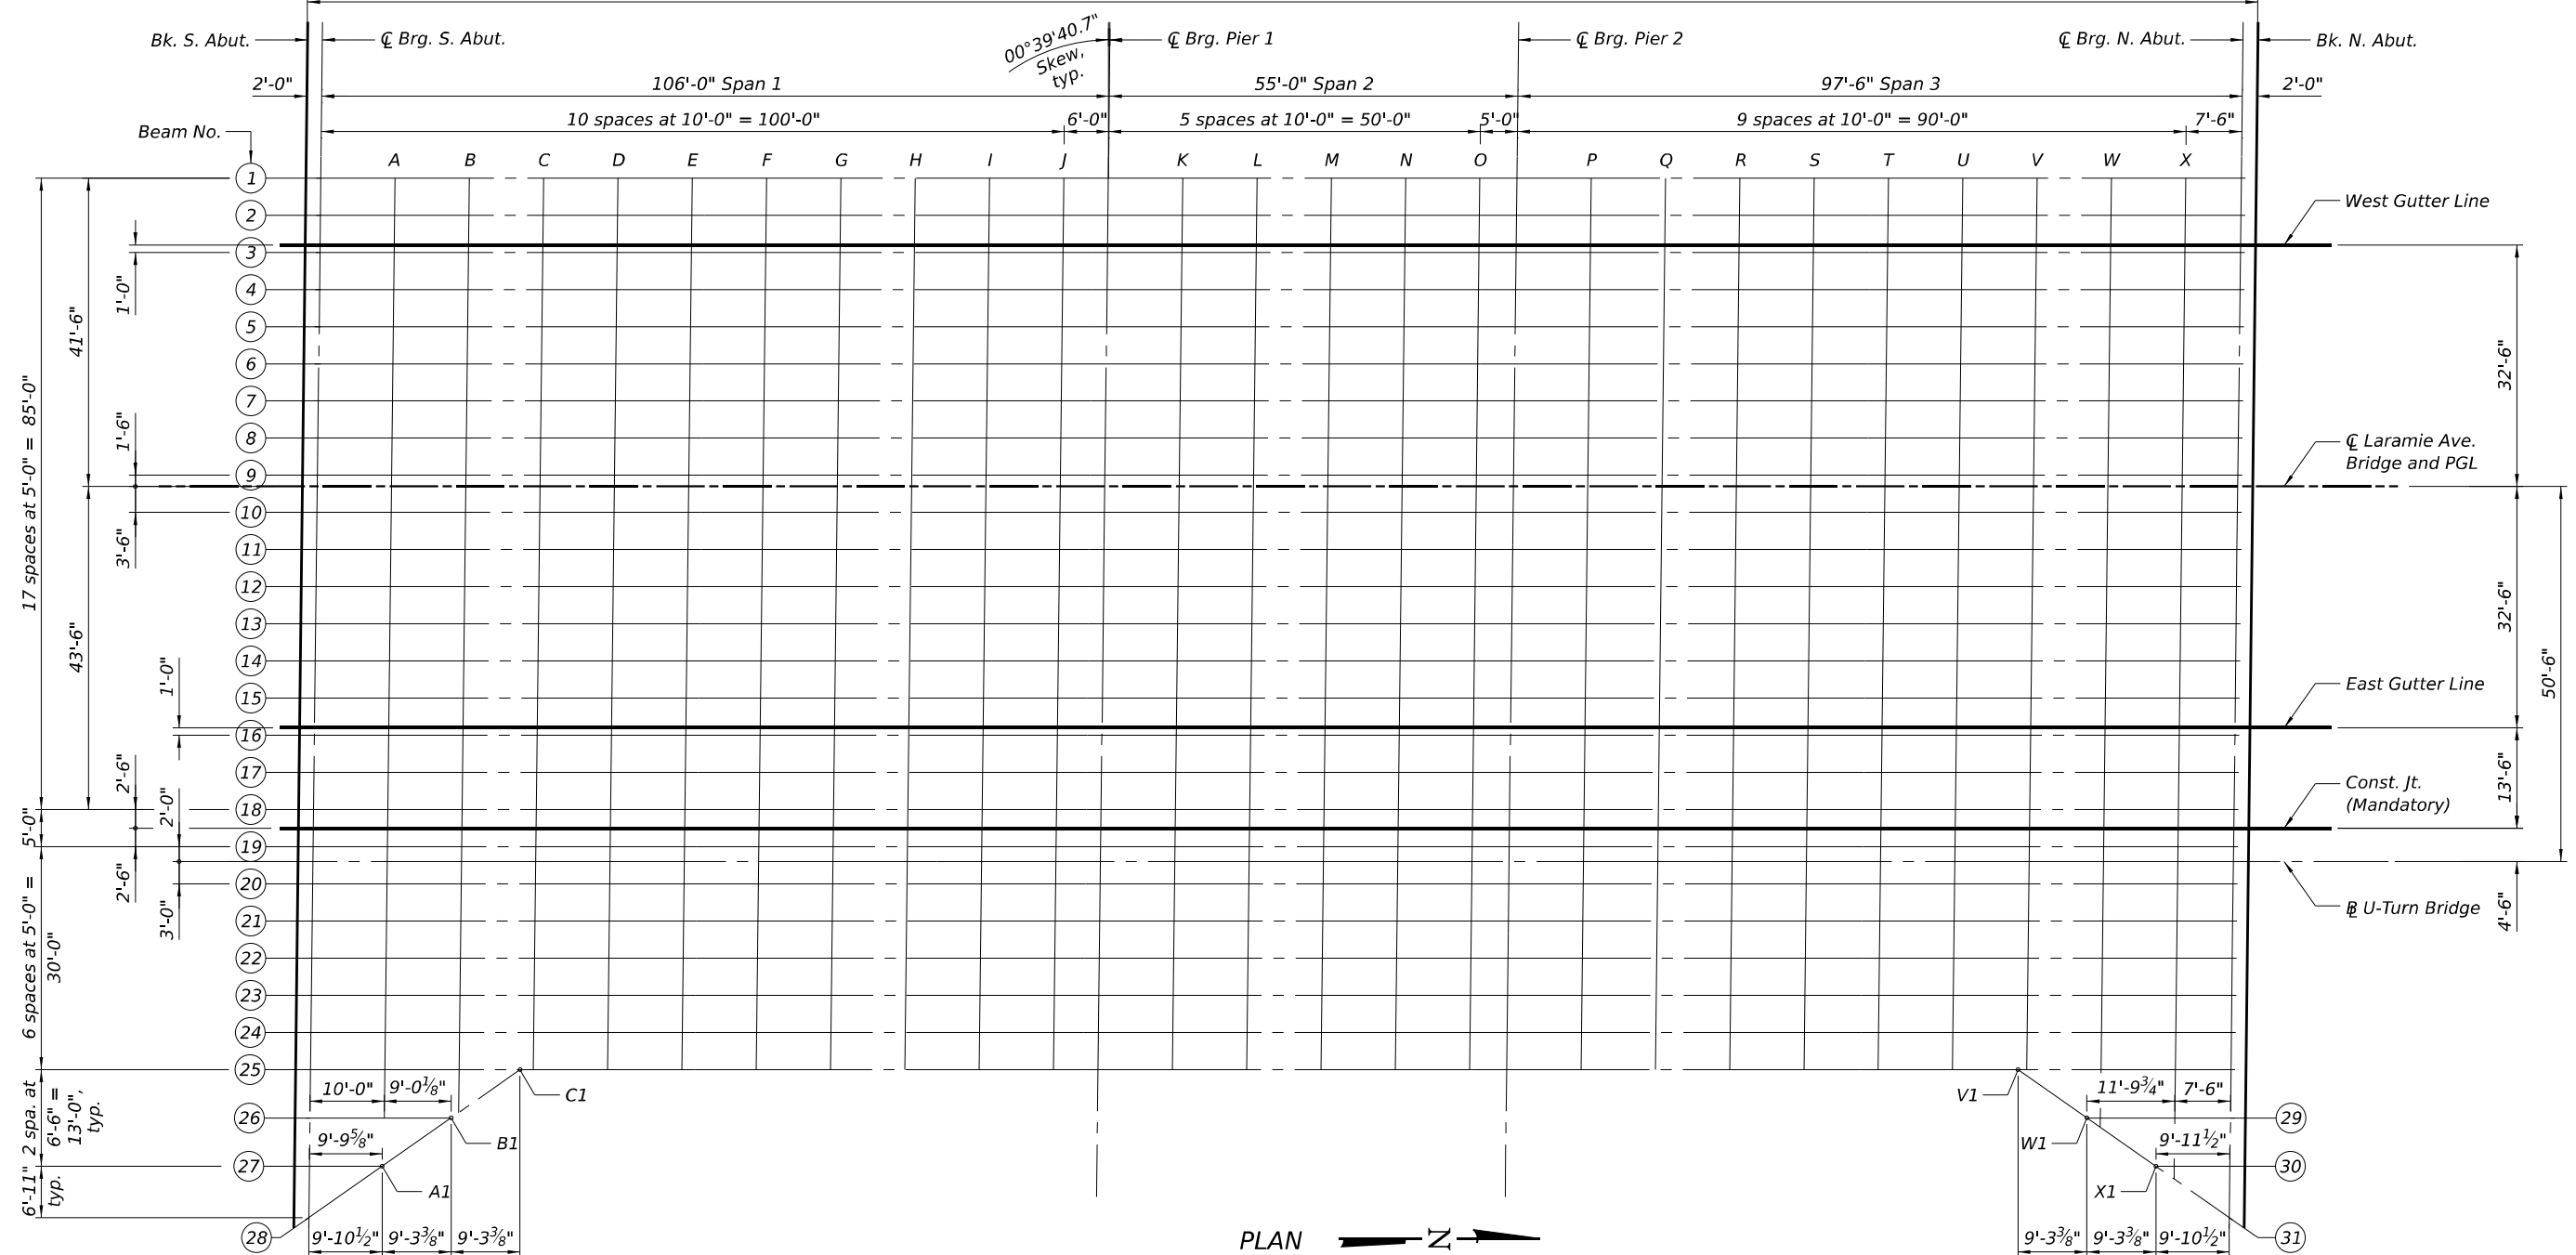 Bk. S. Abut.
℄ Brg. S. Abut.
00°39'40.7"
Skew,
typ.
℄ Brg. Pier 1
℄ Brg. Pier 2
℄ Brg. N. Abut.
Bk. N. Abut.
2'-0"
106'-0" Span 1
55'-0" Span 2
97'-6" Span 3
2'-0"
10 spaces at 10'-0" = 100'-0"
6'-0"
5 spaces at 10'-0" = 50'-0"
5'-0"
9 spaces at 10'-0" = 90'-0"
7'-6"
Beam No.
A B C D E F G H I J K L M N O P Q R S T U V W X
1
2
3
4
5
6
7
8
9
10
11
12
13
14
15
16
17
18
19
20
21
22
23
24
25
26
27
28
17 spaces at 5'-0" = 85'-0"
5'-0"
6 spaces at 5'-0" =
30'-0"
2 spa. at
6'-6" =
13'-0",
typ.
6'-11"
typ.
41'-6"
43'-6"
1'-0"
1'-6"
3'-6"
1'-0"
2'-6"
2'-0"
2'-6"
3'-0"
West Gutter Line
32'-6"
℄ Laramie Ave.
Bridge and PGL
32'-6"
50'-6"
East Gutter Line
13'-6"
Const. Jt.
(Mandatory)
BL U-Turn Bridge
4'-6"
10'-0"
9'-0⅛"
C1
9'-9⅝"
B1
A1
9'-10½"
9'-3⅜"
9'-3⅜"
V1
11'-9¾"
7'-6"
29
W1
9'-11½"
30
X1
9'-3⅜"
9'-3⅜"
9'-10½"
31
PLAN
N